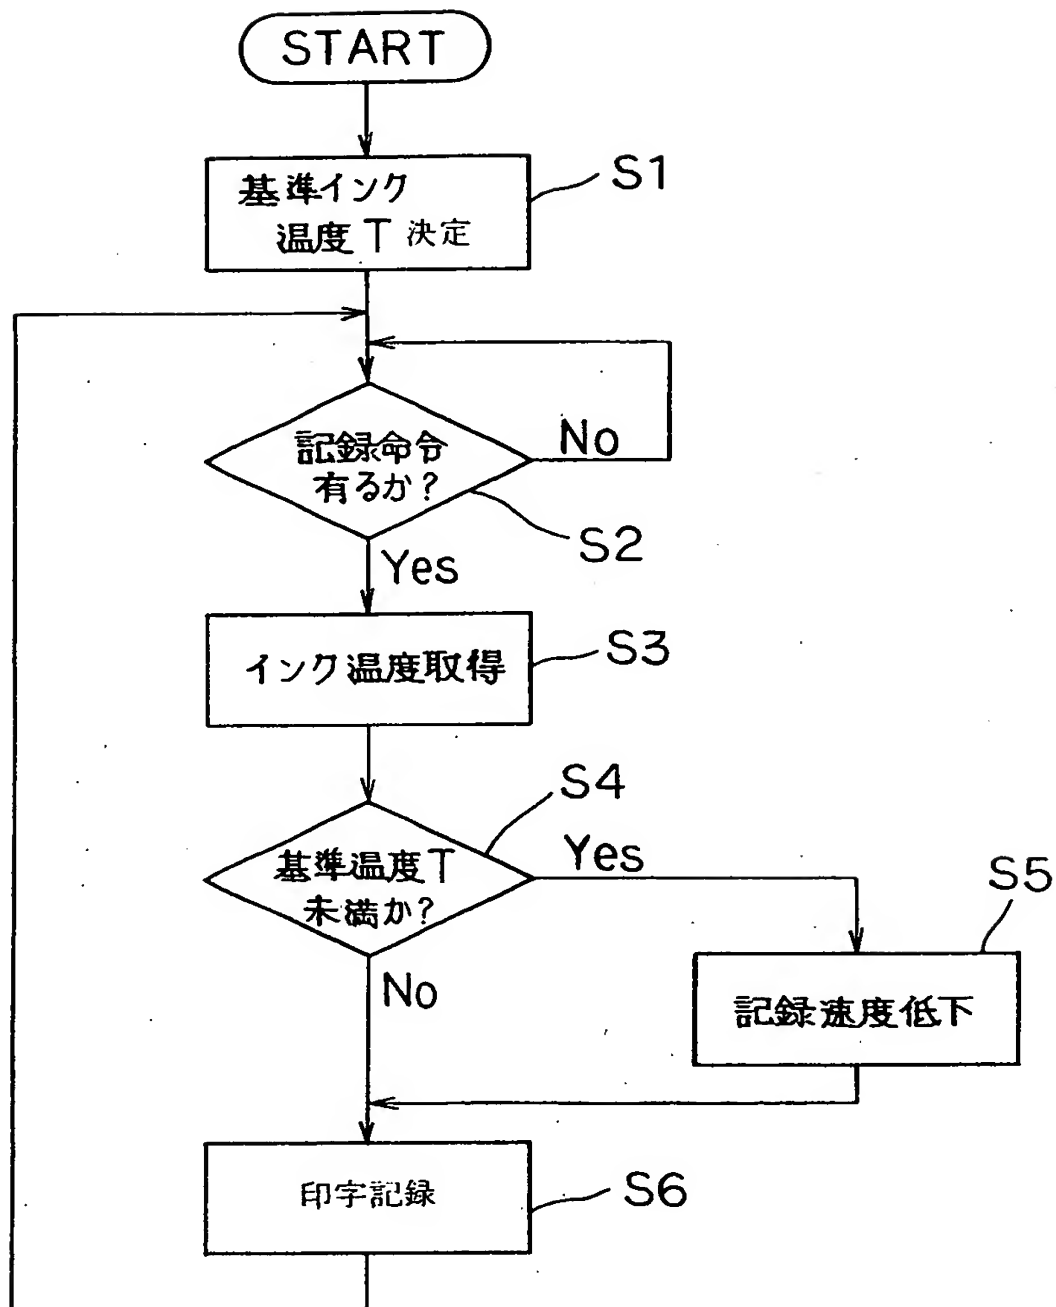 START
基準インク
温度T 決定
S1
記録命令
有るか?
No
S2
Yes
インク温度取得
S3
S4
基準温度T
未満か?
Yes
S5
No
記録速度低下
印字記録
S6